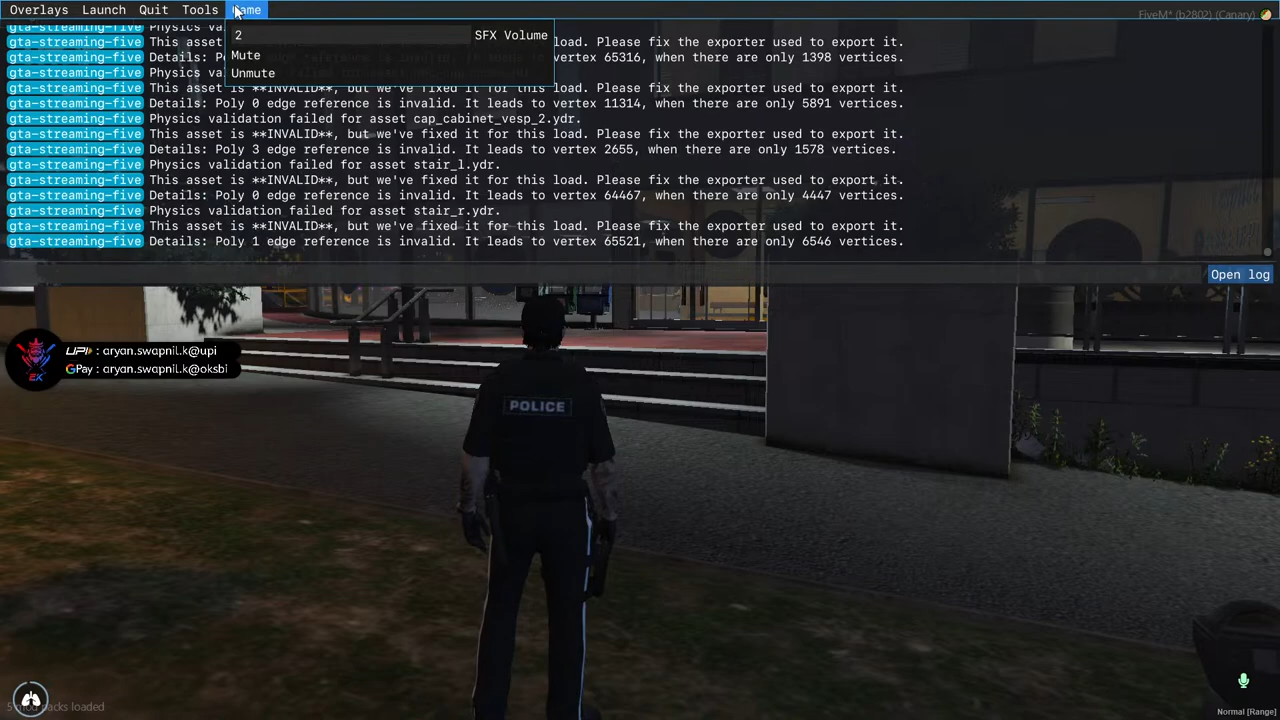 Overlays Launch Quit Tools Game
FiveM* (b2802) (Canary)
2 SFX Volume
Mute
Unmute
gta-streaming-five Physics va
gta-streaming-five This asset load. Please fix the exporter used to export it.
gta-streaming-five Details: Po vertex 65316, when there are only 1398 vertices.
gta-streaming-five Physics va
gta-streaming-five This asset is **INVALID**, but we've fixed it for this load. Please fix the exporter used to export it.
gta-streaming-five Details: Poly 0 edge reference is invalid. It leads to vertex 11314, when there are only 5891 vertices.
gta-streaming-five Physics validation failed for asset cap_cabinet_vesp_2.ydr.
gta-streaming-five This asset is **INVALID**, but we've fixed it for this load. Please fix the exporter used to export it.
gta-streaming-five Details: Poly 3 edge reference is invalid. It leads to vertex 2655, when there are only 1578 vertices.
gta-streaming-five Physics validation failed for asset stair_l.ydr.
gta-streaming-five This asset is **INVALID**, but we've fixed it for this load. Please fix the exporter used to export it.
gta-streaming-five Details: Poly 0 edge reference is invalid. It leads to vertex 64467, when there are only 4447 vertices.
gta-streaming-five Physics validation failed for asset stair_r.ydr.
gta-streaming-five This asset is **INVALID**, but we've fixed it for this load. Please fix the exporter used to export it.
gta-streaming-five Details: Poly 1 edge reference is invalid. It leads to vertex 65521, when there are only 6546 vertices.
Open log
UPI : aryan.swapnil.k@upi
GPay : aryan.swapnil.k@oksbi
EX
POLICE
5 mod packs loaded
Normal [Range]